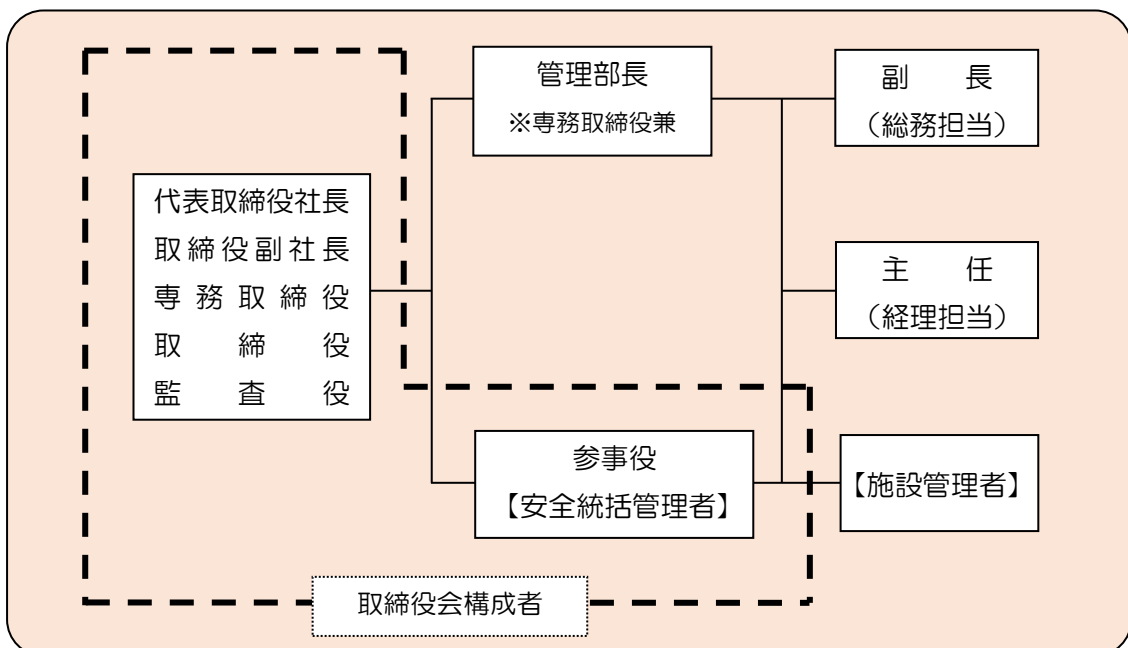 代表取締役社長
取締役副社長
専務取締役
取締役
監査役
管理部長
※専務取締役兼
参事役
【安全統括管理者】
副長
（総務担当）
主任
（経理担当）
【施設管理者】
取締役会構成者